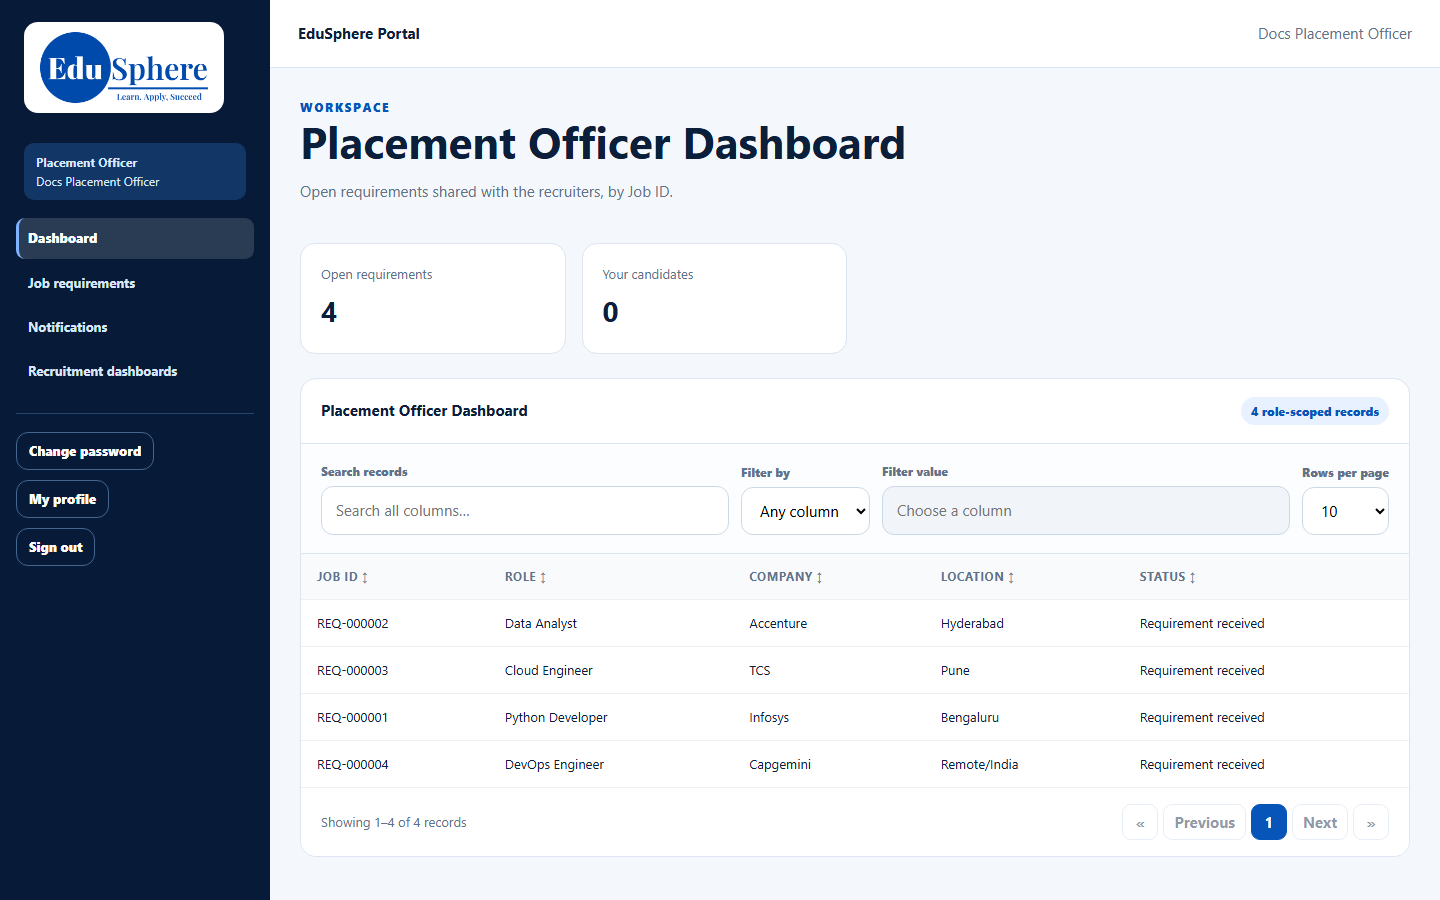 Edu Sphere
Learn. Apply, Succeed
Placement Officer
Docs Placement Officer
Dashboard
Job requirements
Notifications
Recruitment dashboards
Change password
My profile
Sign out
EduSphere Portal
Docs Placement Officer
WORKSPACE
Placement Officer Dashboard
Open requirements shared with the recruiters, by Job ID.
Open requirements
4
Your candidates
0
Placement Officer Dashboard
4 role-scoped records
Search records
Search all columns...
Filter by
Any column
Filter value
Choose a column
Rows per page
10
JOB ID ↕ ROLE ↕ COMPANY ↕ LOCATION ↕ STATUS ↕
REQ-000002 Data Analyst Accenture Hyderabad Requirement received
REQ-000003 Cloud Engineer TCS Pune Requirement received
REQ-000001 Python Developer Infosys Bengaluru Requirement received
REQ-000004 DevOps Engineer Capgemini Remote/India Requirement received
Showing 1–4 of 4 records
« Previous 1 Next »